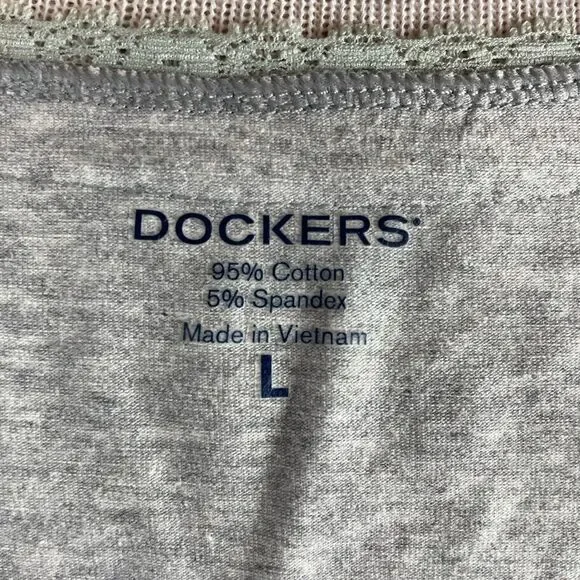 DOCKERS®
95% Cotton
5% Spandex
Made in Vietnam
L